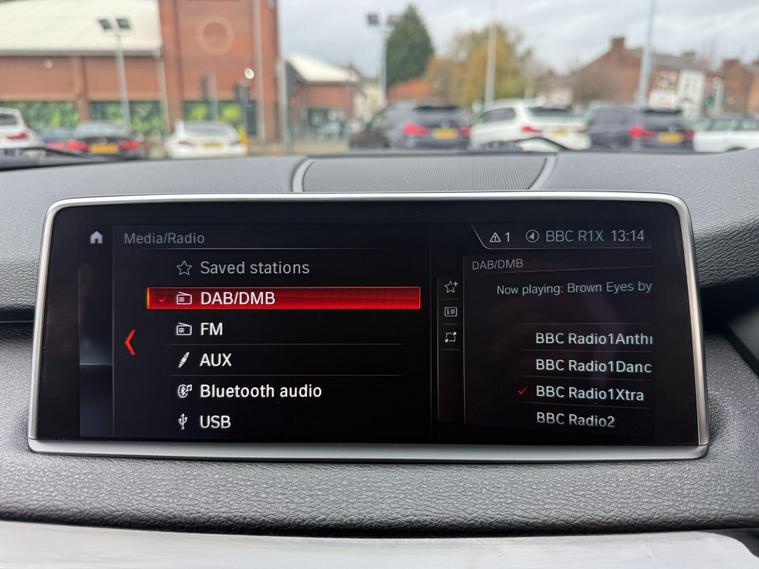 Media/Radio
1 BBC R1X 13:14
Saved stations
DAB/DMB
FM
AUX
Bluetooth audio
USB
DAB/DMB
Now playing: Brown Eyes by
BBC Radio1Anth
BBC Radio1Danc
BBC Radio1Xtra
BBC Radio2